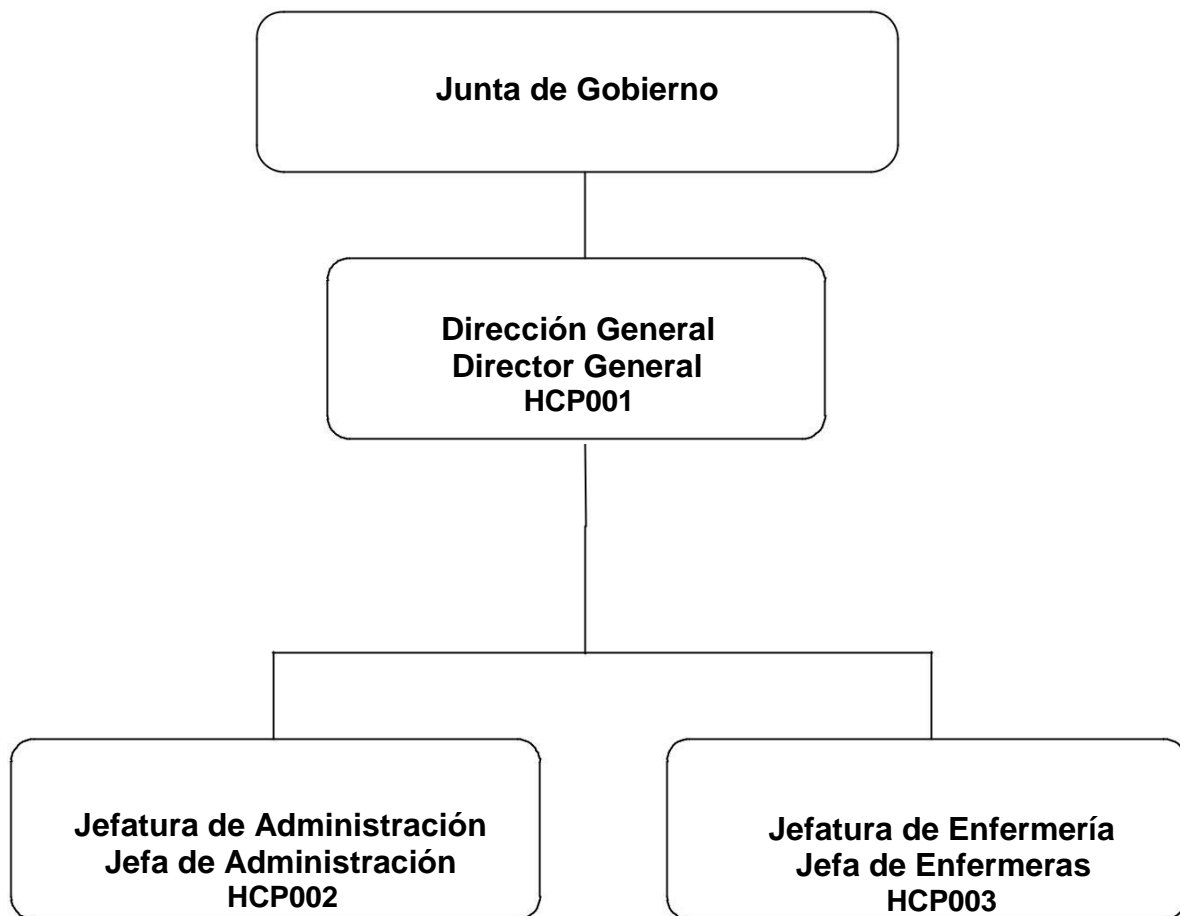 Junta de Gobierno
Dirección General
Director General
HCP001
Jefatura de Administración
Jefa de Administración
HCP002
Jefatura de Enfermería
Jefa de Enfermeras
HCP003